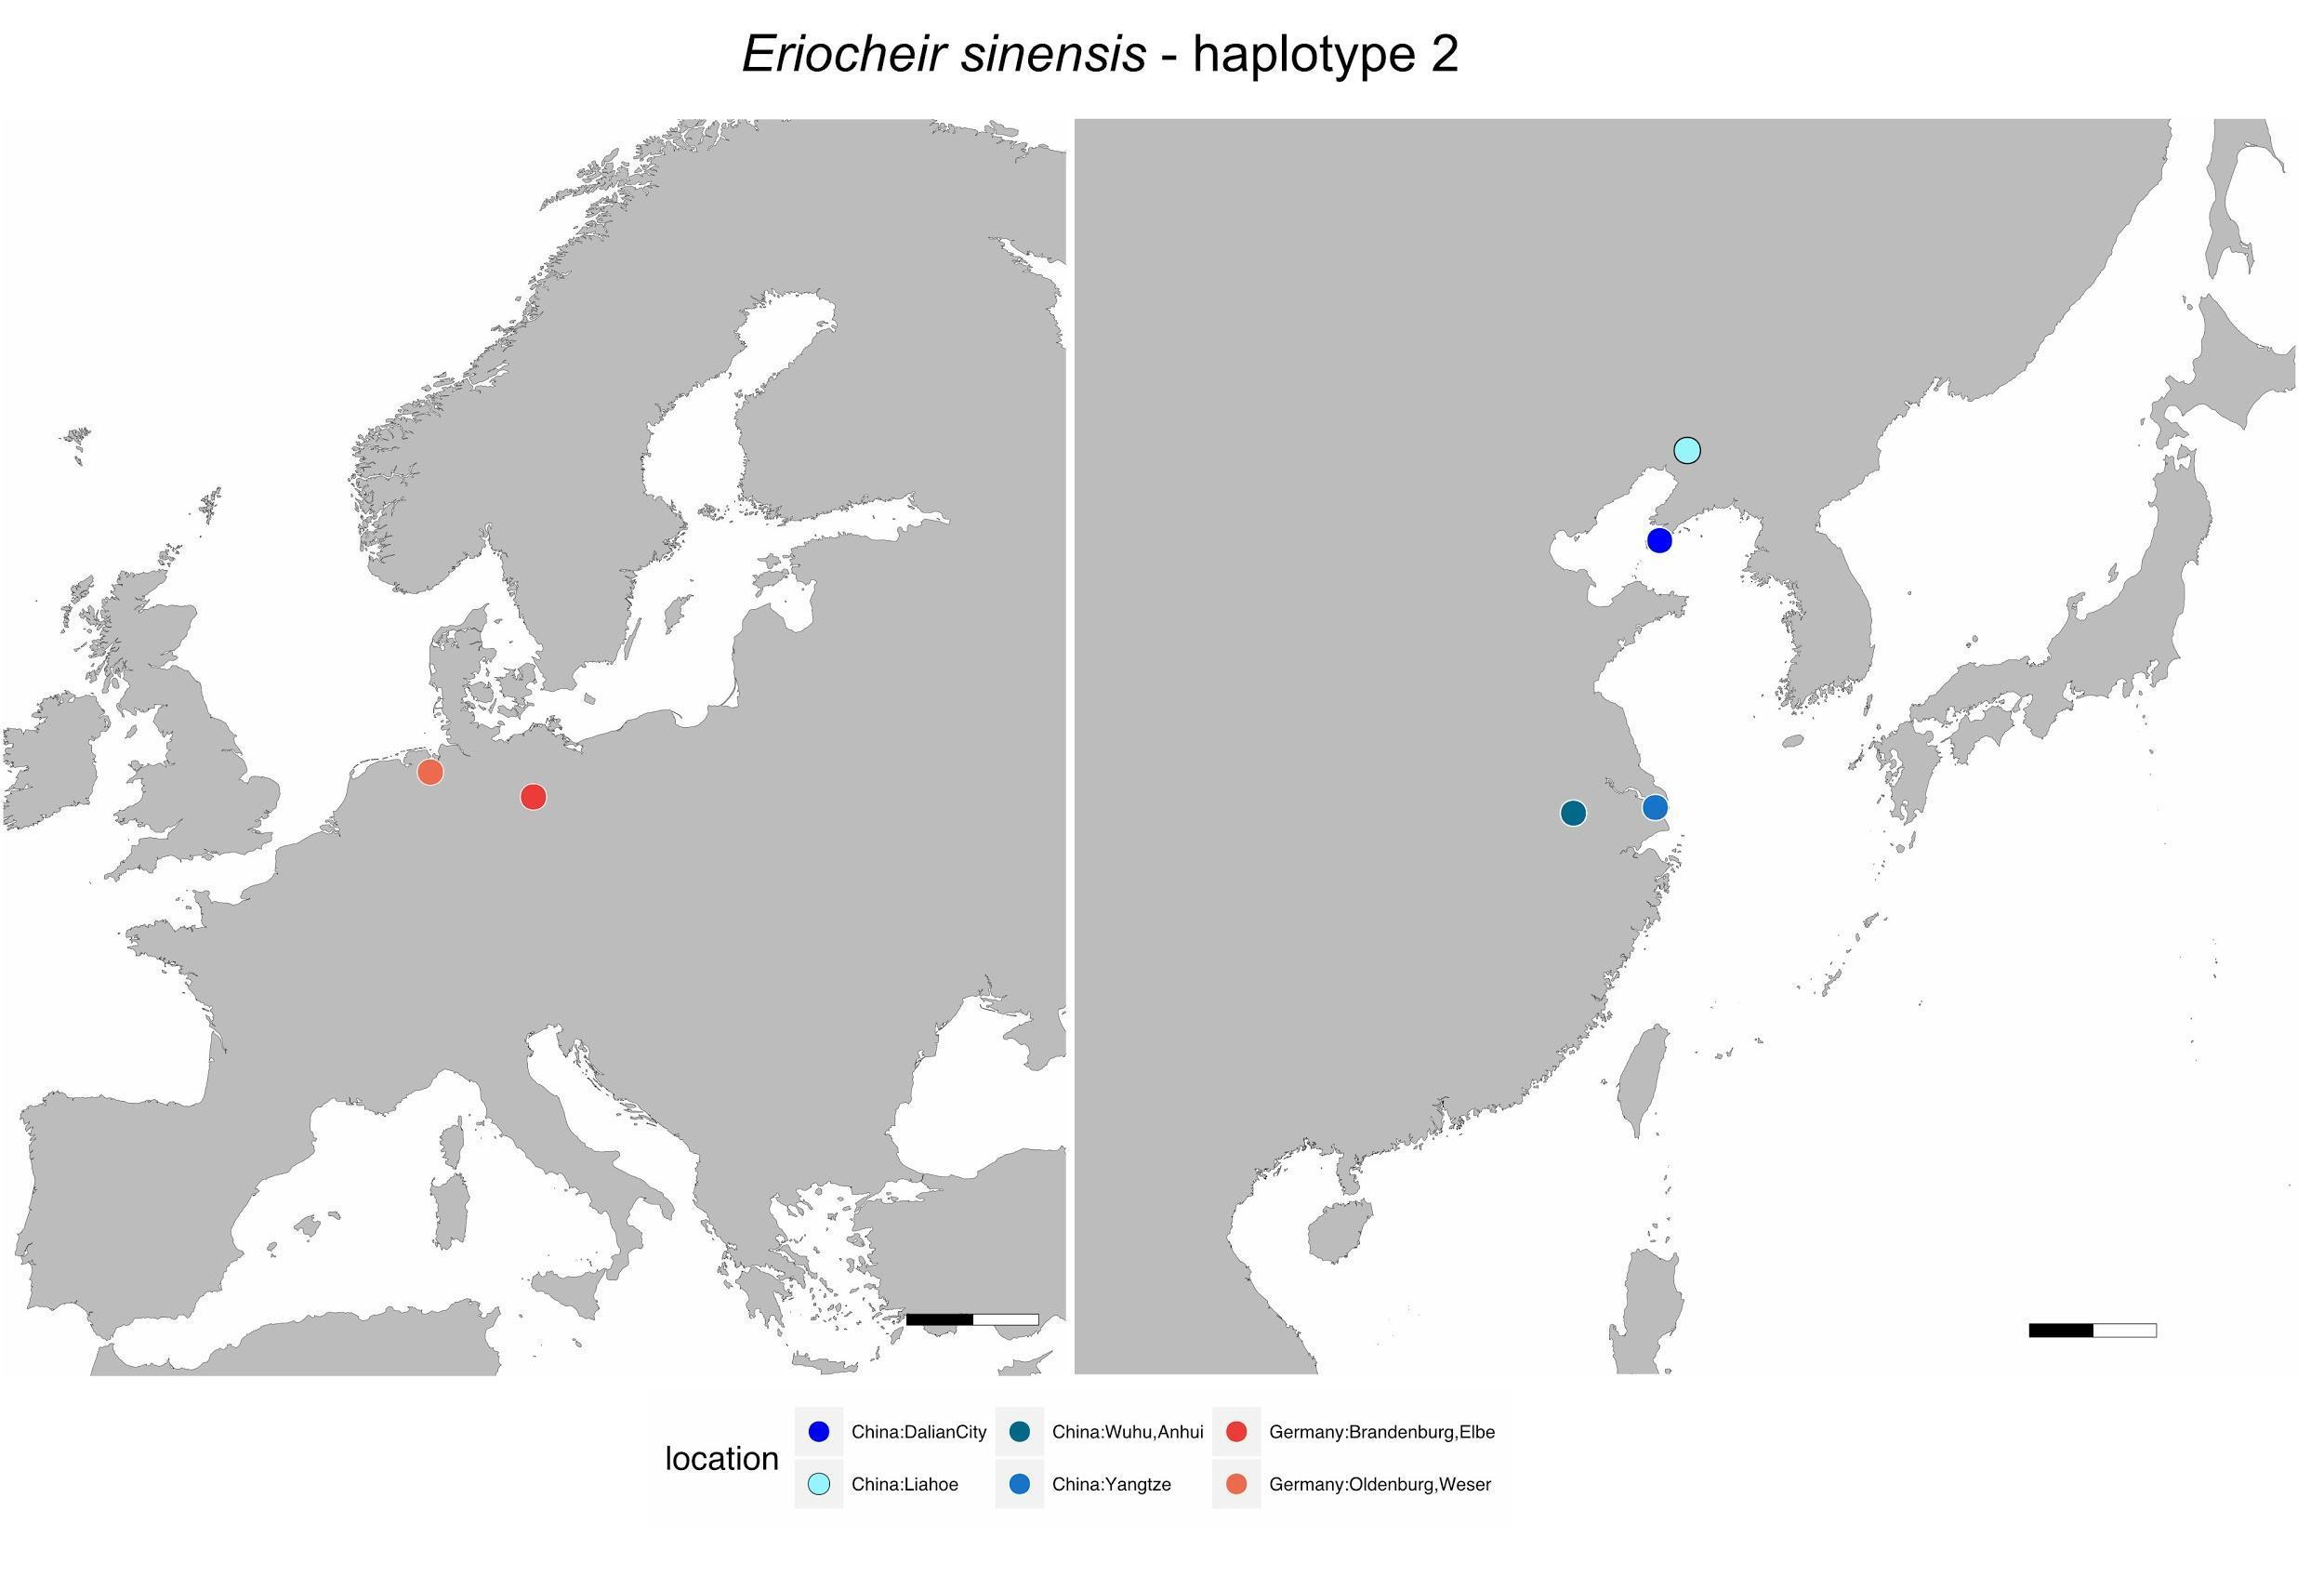 Eriocheir sinensis - haplotype 2
location
China:DalianCity
China:Wuhu,Anhui
Germany:Brandenburg,Elbe
China:Liahoe
China:Yangtze
Germany:Oldenburg,Weser